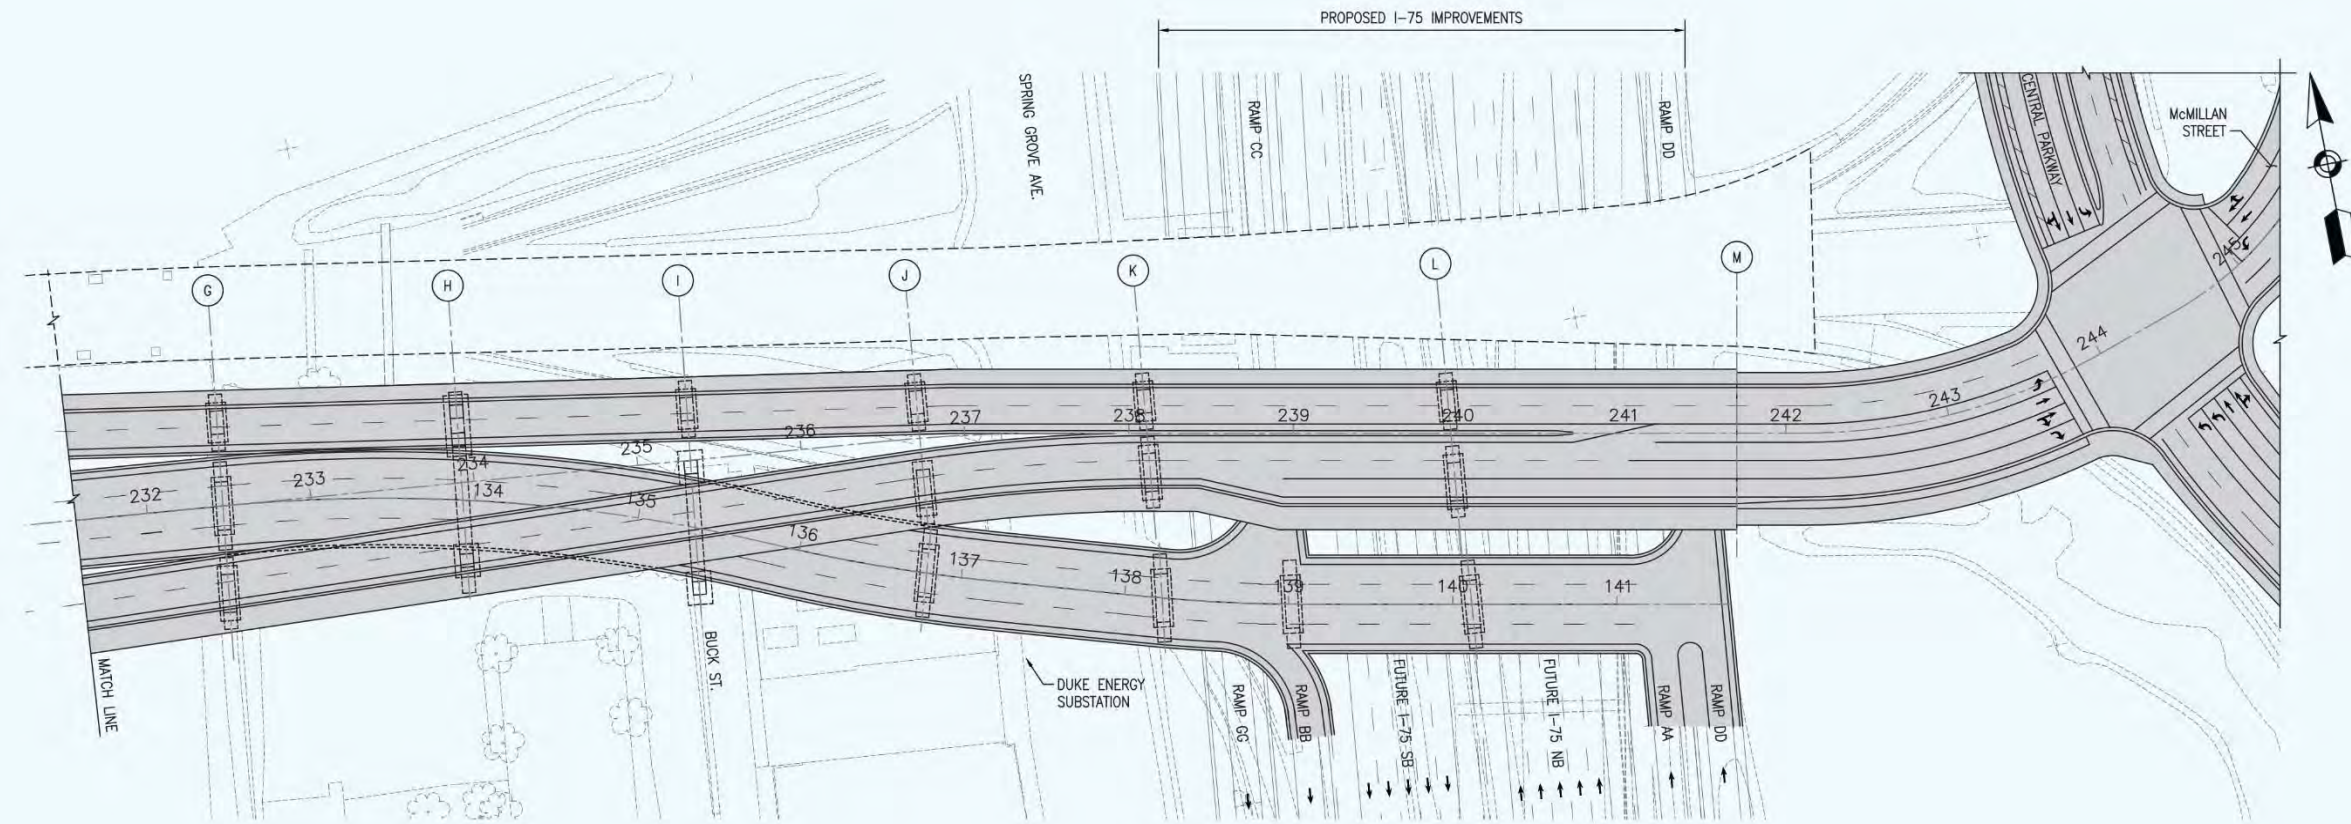 PROPOSED I-75 IMPROVEMENTS
SPRING GROVE AVE.
RAMP CC
RAMP DD
CENTRAL PARKWAY
McMILLAN
STREET
G
H
I
J
K
L
M
232
233
234
235
236
237
238
239
240
241
242
243
244
245
134
135
136
137
138
139
140
141
MATCH LINE
BUCK ST.
DUKE ENERGY
SUBSTATION
RAMP GG
RAMP BB
FUTURE I-75 SB
FUTURE I-75 NB
RAMP AA
RAMP DD